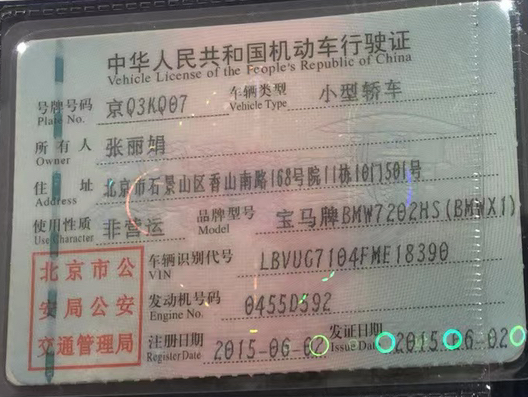 中华人民共和国机动车行驶证
Vehicle License of the People's Republic of China
号牌号码 京Q3KQ07 车辆类型 小型轿车
Plate No. Vehicle Type
所有人 张丽娟
Owner
住址 北京市石景山区香山南路168号院11栋10门501号
Address
使用性质 非营运 品牌型号 宝马牌BMW7202HS(BMWX1)
Use Character Model
北京市公
安局公安
交通管理局
车辆识别代号 LBVUG7104FME18390
VIN
发动机号码 0455D592
Engine No.
注册日期 2015-06-02 发证日期 2015-06-02
Register Date Issue Date